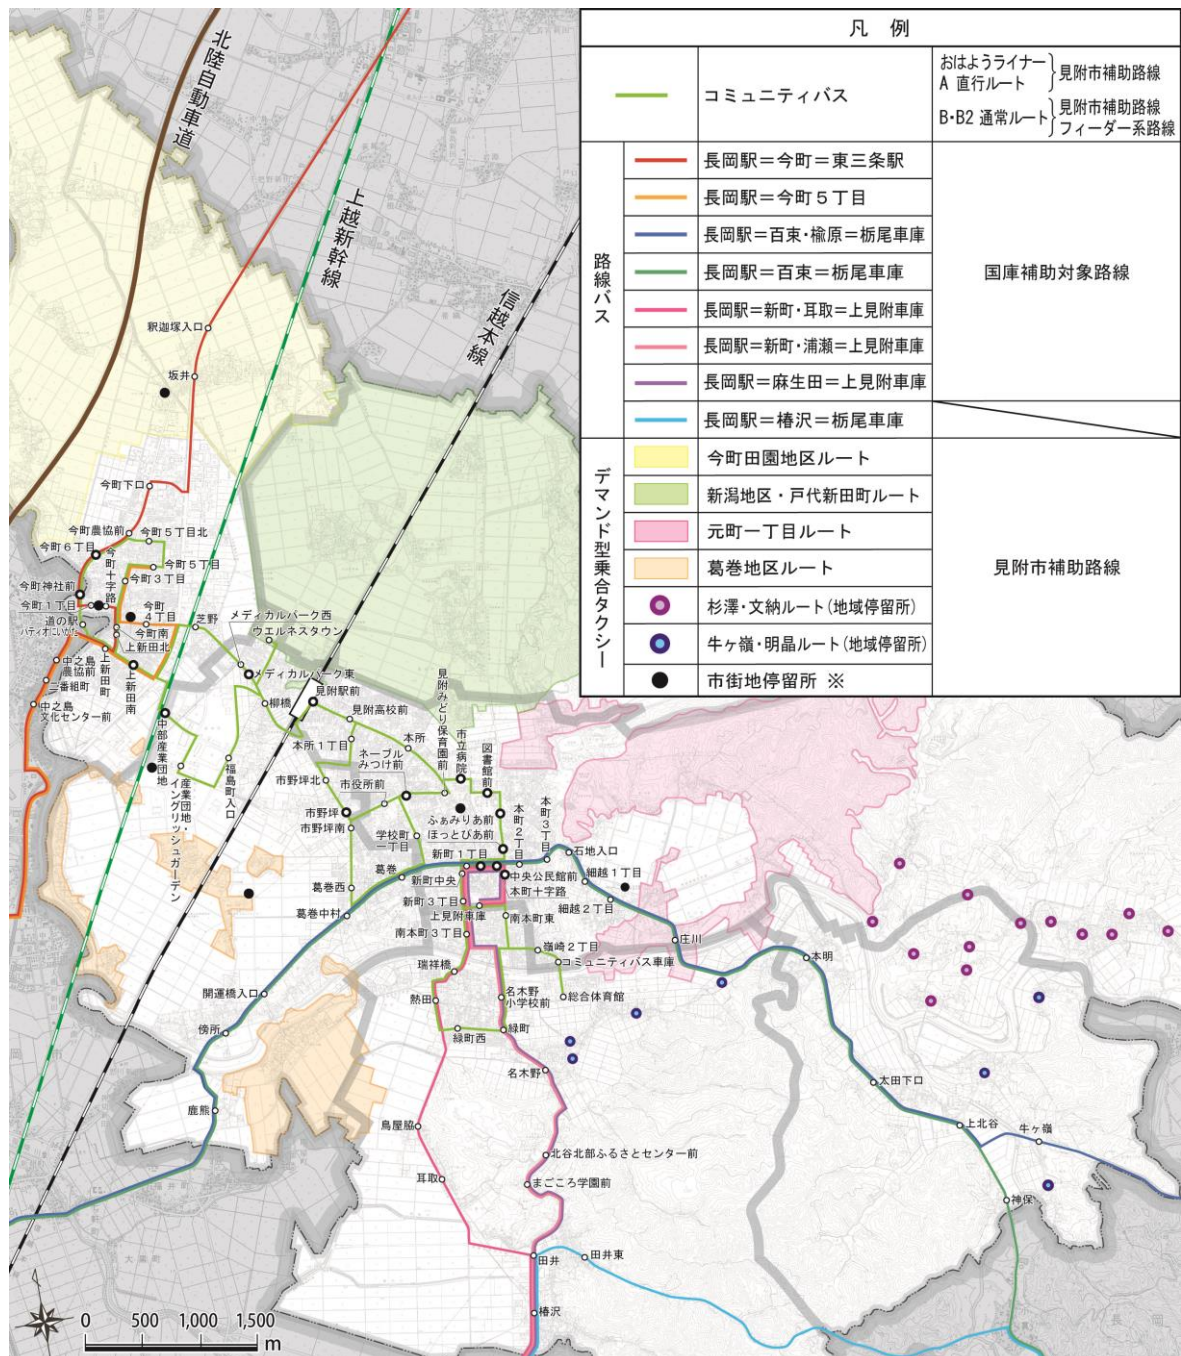 凡 例
コミュニティバス
おはようライナー
A 直行ルート
見附市補助路線
B・B2 通常ルート
見附市補助路線
フィーダー系路線
路線バス
長岡駅＝今町＝東三条駅
長岡駅＝今町５丁目
長岡駅＝百束・楡原＝栃尾車庫
長岡駅＝百束＝栃尾車庫
長岡駅＝新町・耳取＝上見附車庫
長岡駅＝新町・浦瀬＝上見附車庫
長岡駅＝麻生田＝上見附車庫
長岡駅＝椿沢＝栃尾車庫
国庫補助対象路線
デマンド型乗合タクシー
今町田園地区ルート
新潟地区・戸代新田町ルート
元町一丁目ルート
葛巻地区ルート
杉澤・文納ルート(地域停留所)
牛ヶ嶺・明晶ルート(地域停留所)
市街地停留所 ※
見附市補助路線
北陸自動車道
上越新幹線
信越本線
釈迦塚入口
坂井
今町下口
今町農協前
今町５丁目北
今町６丁目
今町十字路
今町５丁目
今町３丁目
今町神社前
今町１丁目
今町
４丁目
道の駅
パティオにいがた
今町南
上新田北
芝野
メディカルパーク西
ウエルネスタウン
中之島
農協前
上新田町
上新田南
二番組町
中之島
文化センター前
メディカルパーク東
見附駅前
柳橋
見附高校前
見附みどり保育園前
中部産業団地
産業団地・
イングリッシュガーデン
福島町入口
本所１丁目
本所
ネーブル
みつけ前
市立病院
図書館前
市野坪北
市役所前
市野坪
市野坪南
ふぁみりあ前
ほっとぴあ前
本町２丁目
本町３丁目
学校町
一丁目
石地入口
新町１丁目
葛巻
新町中央
中央公民館前
細越１丁目
葛巻西
新町３丁目
本町十字路
細越２丁目
葛巻中村
上見附車庫
南本町東
南本町３丁目
庄川
嶺崎２丁目
本明
コミュニティバス車庫
瑞祥橋
開運橋入口
熱田
名木野
小学校前
総合体育館
傍所
緑町西
緑町
名木野
太田下口
鹿熊
鳥屋脇
上北谷
牛ヶ嶺
北谷北部ふるさとセンター前
耳取
まごころ学園前
神保
田井
田井東
椿沢
0 500 1,000 1,500
m